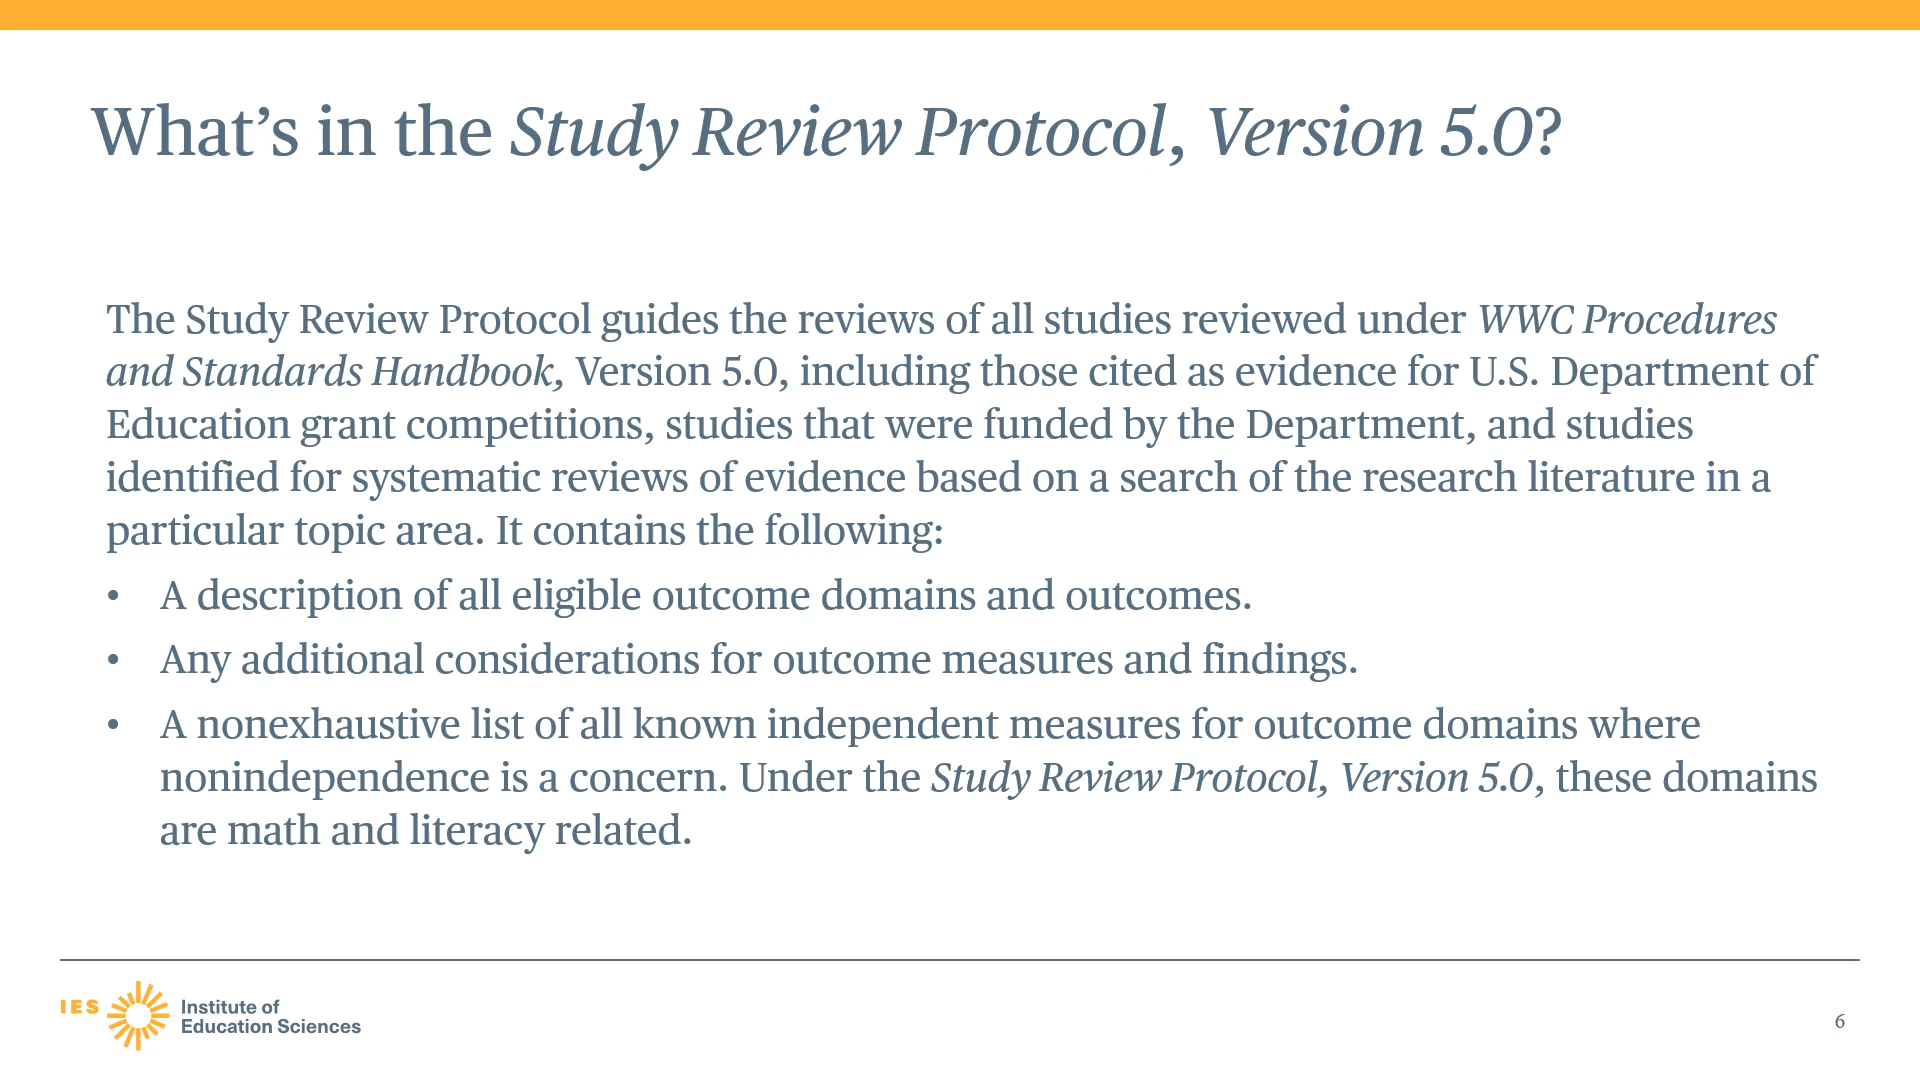 What’s in the Study Review Protocol, Version 5.0?
The Study Review Protocol guides the reviews of all studies reviewed under WWC Procedures
and Standards Handbook, Version 5.0, including those cited as evidence for U.S. Department of
Education grant competitions, studies that were funded by the Department, and studies
identified for systematic reviews of evidence based on a search of the research literature in a
particular topic area. It contains the following:
• A description of all eligible outcome domains and outcomes.
• Any additional considerations for outcome measures and findings.
• A nonexhaustive list of all known independent measures for outcome domains where
nonindependence is a concern. Under the Study Review Protocol, Version 5.0, these domains
are math and literacy related.
IES
Institute of
Education Sciences
6